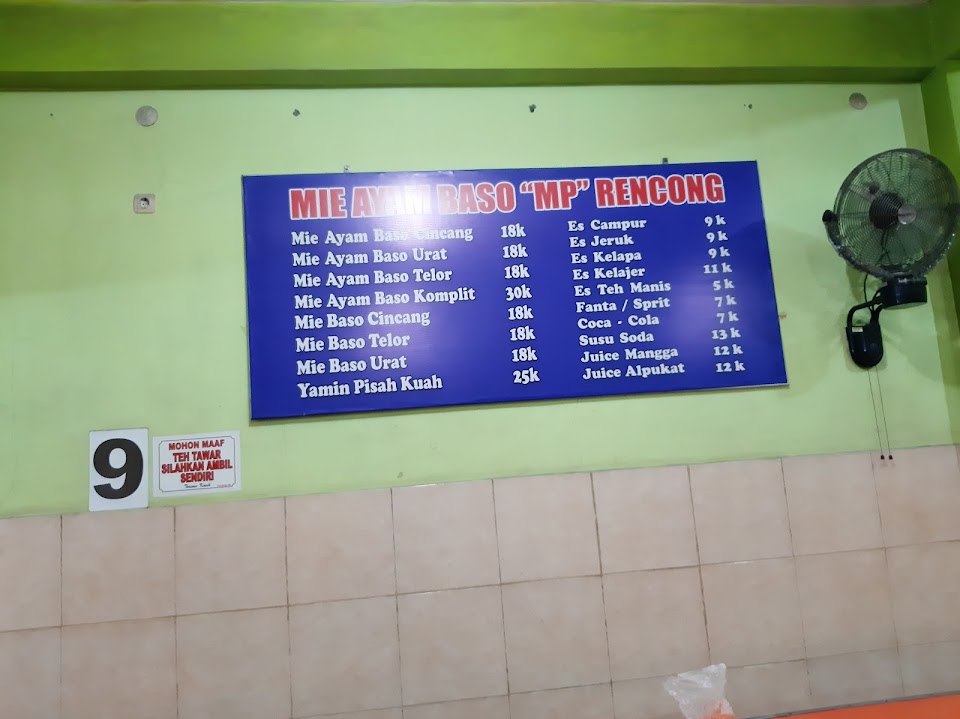 MIE AYAM BASO "MP" RENCONG
Mie Ayam Baso Cincang 18k
Mie Ayam Baso Urat 18k
Mie Ayam Baso Telor 18k
Mie Ayam Baso Komplit 30k
Mie Baso Cincang 18k
Mie Baso Telor 18k
Mie Baso Urat 18k
Yamin Pisah Kuah 25k
Es Campur 9 k
Es Jeruk 9 k
Es Kelapa 9 k
Es Kelajer 11 k
Es Teh Manis 5 k
Fanta / Sprit 7 k
Coca - Cola 7 k
Susu Soda 13 k
Juice Mangga 12 k
Juice Alpukat 12 k
9
MOHON MAAF
TEH TAWAR
SILAHKAN AMBIL
SENDIRI
Terima Kasih